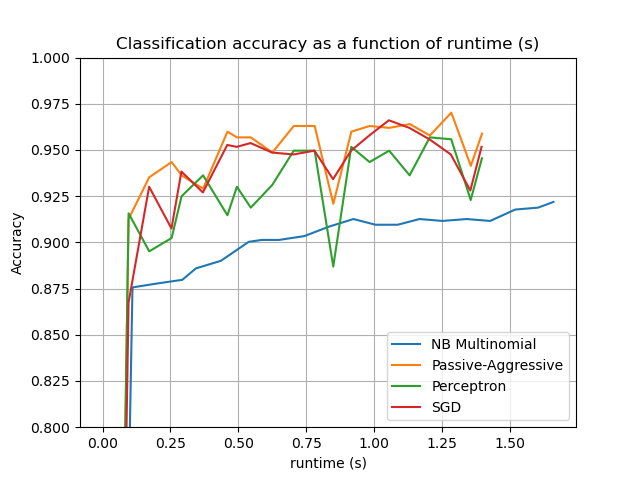 Classification accuracy as a function of runtime (s)
1.000
0.975
0.950
0.925
0.900
0.875
0.850
0.825
0.800
Accuracy
NB Multinomial
Passive-Aggressive
Perceptron
SGD
0.00 0.25 0.50 0.75 1.00 1.25 1.50
runtime (s)